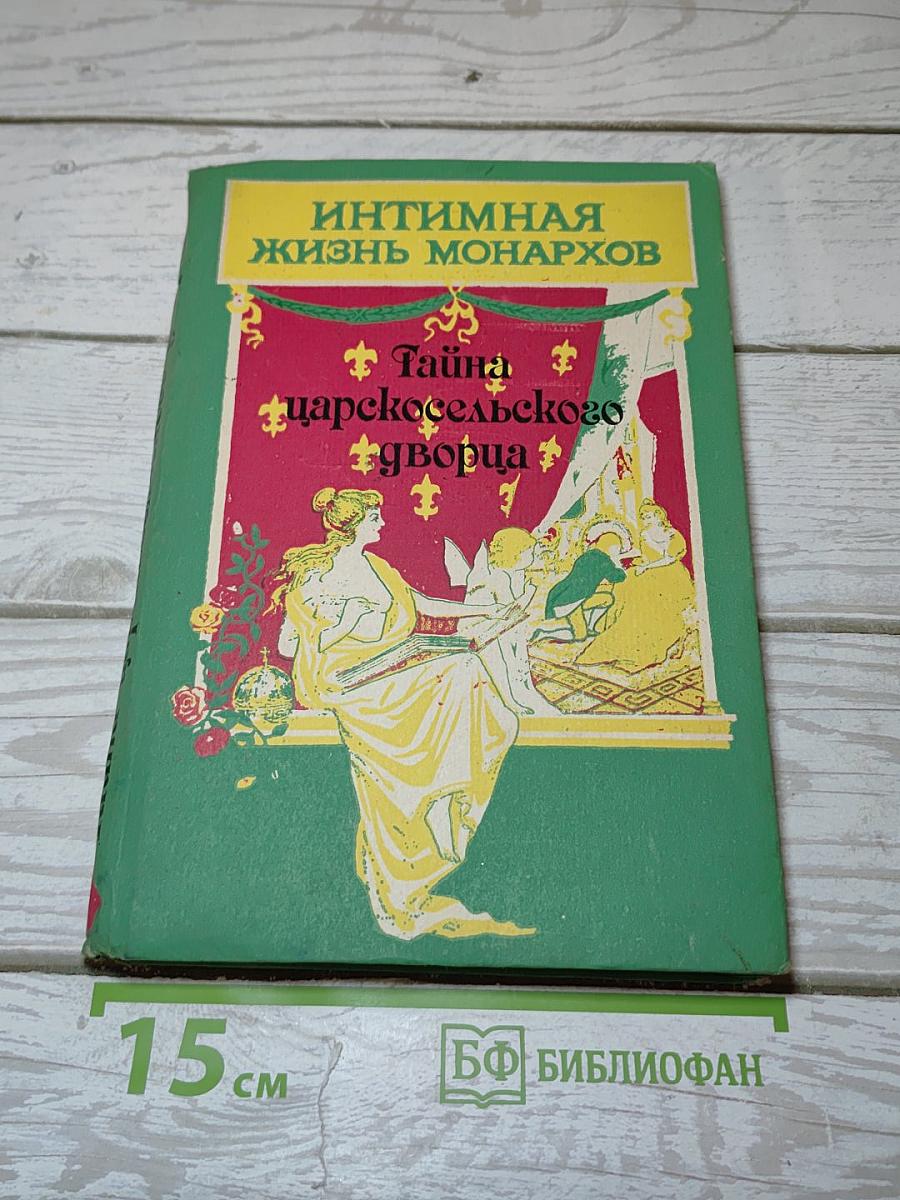 ИНТИМНАЯ
ЖИЗНЬ МОНАРХОВ
Тайна
царскосельского
дворца
15 см
БФ БИБЛИОФАН